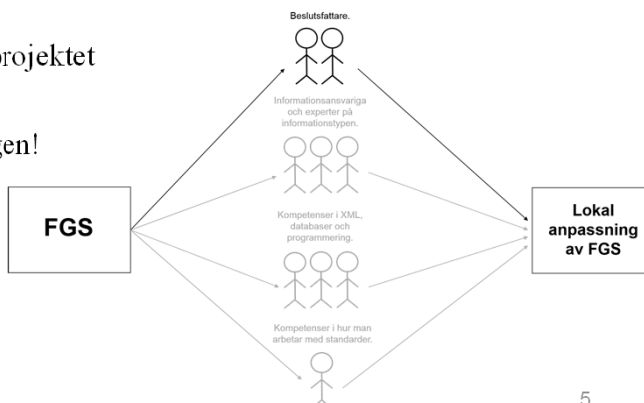 Beslutsfattare.
rojektet
Informationsansvariga
och experter på
informationstypen.
gen!
FGS
Kompetenser i XML,
databaser och
programmering.
Lokal
anpassning
av FGS
Kompetenser i hur man
arbetar med standarder.
5